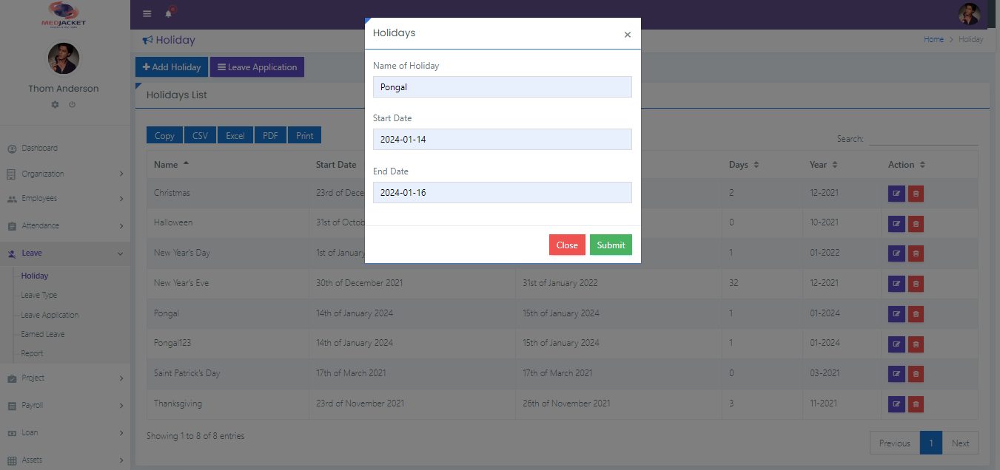 MEDJACKET
Thom Anderson
Dashboard
Organization
Employees
Attendance
Leave
Holiday
Leave Type
Leave Application
Earned Leave
Report
Project
Payroll
Loan
Assets
Holiday
Home > Holiday
Add Holiday Leave Application
Holidays List
Copy CSV Excel PDF Print
Search:
Name Start Date Days Year Action
Christmas 23rd of Dece 2 12-2021
Halloween 31st of Octob 0 10-2021
New Year's Day 1st of January 1 01-2022
New Year's Eve 30th of December 2021 31st of January 2022 32 12-2021
Pongal 14th of January 2024 15th of January 2024 1 01-2024
Pongal123 14th of January 2024 15th of January 2024 1 01-2024
Saint Patrick's Day 17th of March 2021 17th of March 2021 0 03-2021
Thanksgiving 23rd of November 2021 26th of November 2021 3 11-2021
Showing 1 to 8 of 8 entries
Previous 1 Next
Holidays ×
Name of Holiday
Pongal
Start Date
2024-01-14
End Date
2024-01-16
Close Submit